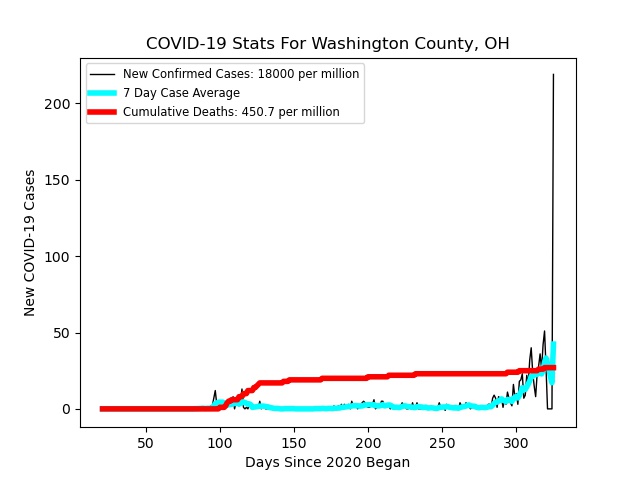 COVID-19 Stats For Washington County, OH
New Confirmed Cases: 18000 per million
7 Day Case Average
Cumulative Deaths: 450.7 per million
New COVID-19 Cases
200
150
100
50
0
50
100
150
200
250
300
Days Since 2020 Began